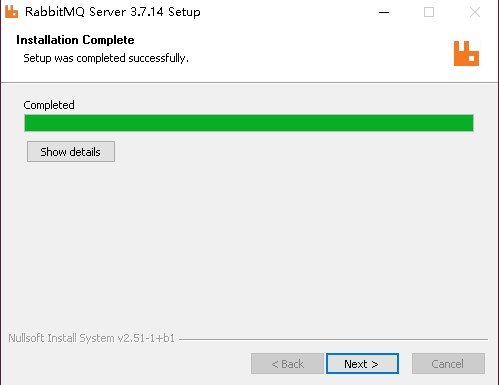 RabbitMQ Server 3.7.14 Setup
Installation Complete
Setup was completed successfully.
Completed
Show details
Nullsoft Install System v2.51-1+b1
< Back
Next >
Cancel